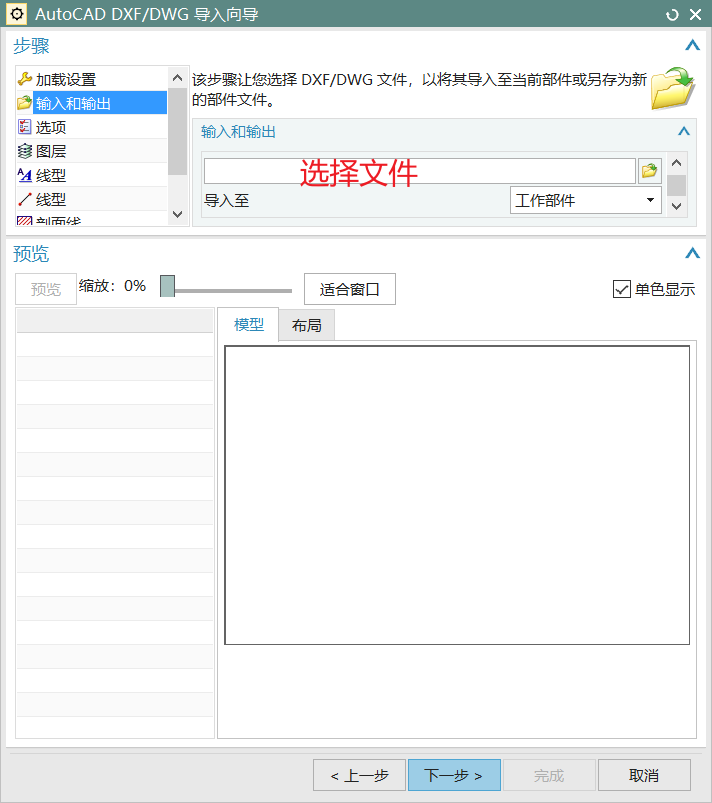 AutoCAD DXF/DWG 导入向导
步骤
加载设置
输入和输出
选项
图层
线型
线型
剖面线
该步骤让您选择 DXF/DWG 文件，以将其导入至当前部件或另存为新
的部件文件。
输入和输出
选择文件
导入至
工作部件
预览
预览
缩放：0%
适合窗口
单色显示
模型
布局
< 上一步
下一步 >
完成
取消